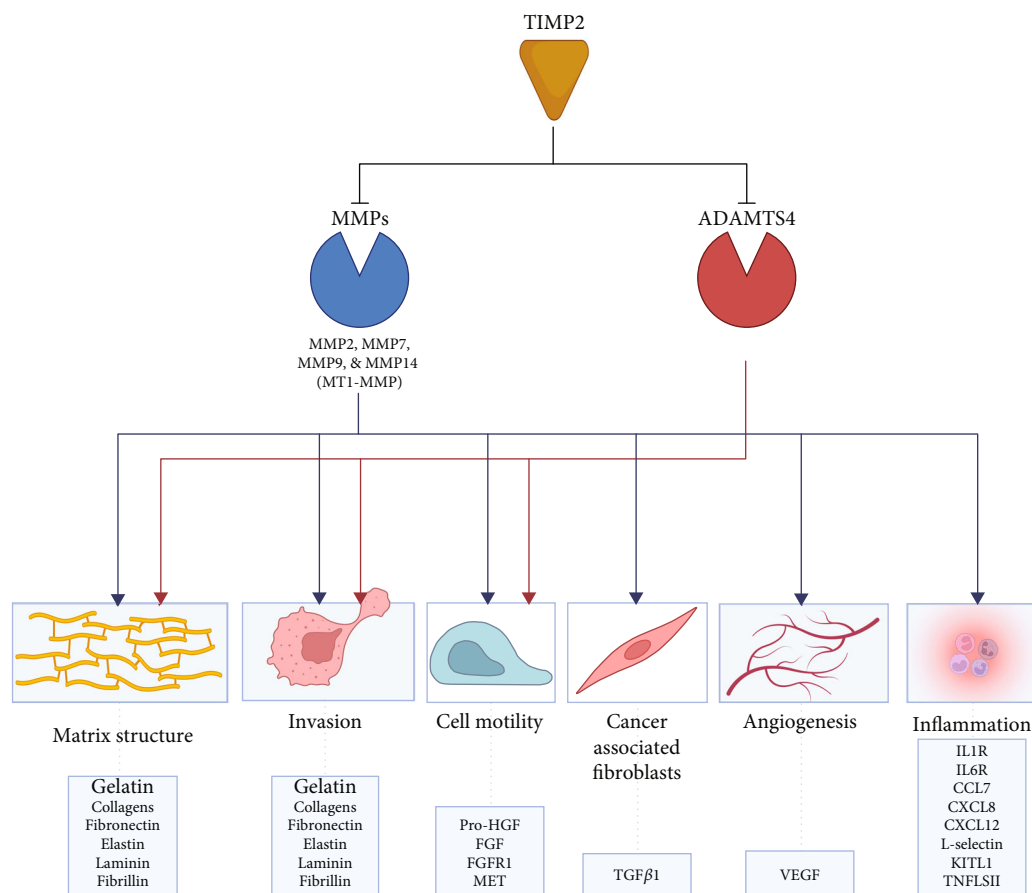 TIMP2
MMPs
ADAMTS4
MMP2, MMP7,
MMP9, & MMP14
(MT1-MMP)
Matrix structure
Invasion
Cell motility
Cancer
associated
fibroblasts
Angiogenesis
Inflammation
Gelatin
Collagens
Fibronectin
Elastin
Laminin
Fibrillin
Gelatin
Collagens
Fibronectin
Elastin
Laminin
Fibrillin
Pro-HGF
FGF
FGFR1
MET
TGFβ1
VEGF
IL1R
IL6R
CCL7
CXCL8
CXCL12
L-selectin
KITL1
TNFLSII